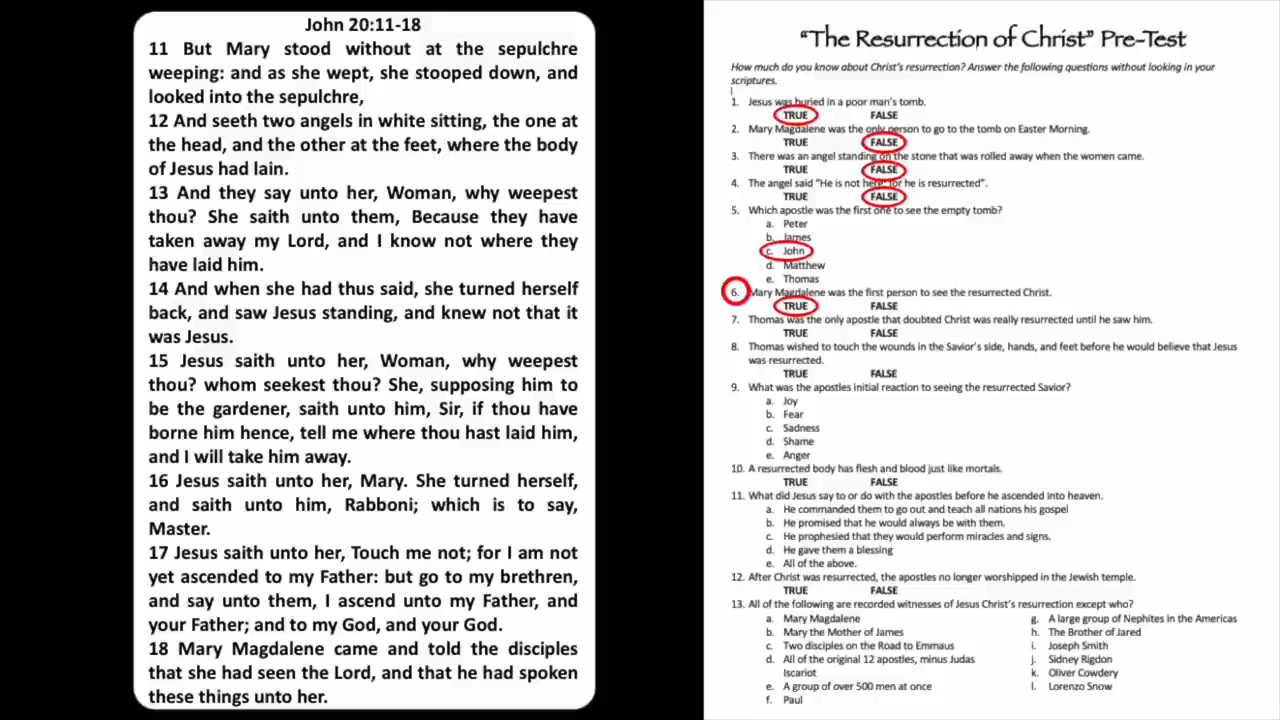 John 20:11-18
11 But Mary stood without at the sepulchre
weeping: and as she wept, she stooped down, and
looked into the sepulchre,
12 And seeth two angels in white sitting, the one at
the head, and the other at the feet, where the body
of Jesus had lain.
13 And they say unto her, Woman, why weepest
thou? She saith unto them, Because they have
taken away my Lord, and I know not where they
have laid him.
14 And when she had thus said, she turned herself
back, and saw Jesus standing, and knew not that it
was Jesus.
15 Jesus saith unto her, Woman, why weepest
thou? whom seekest thou? She, supposing him to
be the gardener, saith unto him, Sir, if thou have
borne him hence, tell me where thou hast laid him,
and I will take him away.
16 Jesus saith unto her, Mary. She turned herself,
and saith unto him, Rabboni; which is to say,
Master.
17 Jesus saith unto her, Touch me not; for I am not
yet ascended to my Father: but go to my brethren,
and say unto them, I ascend unto my Father, and
your Father; and to my God, and your God.
18 Mary Magdalene came and told the disciples
that she had seen the Lord, and that he had spoken
these things unto her.
“The Resurrection of Christ” Pre-Test
How much do you know about Christ’s resurrection? Answer the following questions without looking in your
scriptures.
1. Jesus was buried in a poor man’s tomb.
TRUE FALSE
2. Mary Magdalene was the only person to go to the tomb on Easter Morning.
TRUE FALSE
3. There was an angel standing on the stone that was rolled away when the women came.
TRUE FALSE
4. The angel said “He is not here: for he is resurrected”.
TRUE FALSE
5. Which apostle was the first one to see the empty tomb?
a. Peter
b. James
c. John
d. Matthew
e. Thomas
6. Mary Magdalene was the first person to see the resurrected Christ.
TRUE FALSE
7. Thomas was the only apostle that doubted Christ was really resurrected until he saw him.
TRUE FALSE
8. Thomas wished to touch the wounds in the Savior’s side, hands, and feet before he would believe that Jesus
was resurrected.
TRUE FALSE
9. What was the apostles initial reaction to seeing the resurrected Savior?
a. Joy
b. Fear
c. Sadness
d. Shame
e. Anger
10. A resurrected body has flesh and blood just like mortals.
TRUE FALSE
11. What did Jesus say to or do with the apostles before he ascended into heaven.
a. He commanded them to go out and teach all nations his gospel
b. He promised that he would always be with them.
c. He prophesied that they would perform miracles and signs.
d. He gave them a blessing
e. All of the above.
12. After Christ was resurrected, the apostles no longer worshipped in the Jewish temple.
TRUE FALSE
13. All of the following are recorded witnesses of Jesus Christ’s resurrection except who?
a. Mary Magdalene
b. Mary the Mother of James
c. Two disciples on the Road to Emmaus
d. All of the original 12 apostles, minus Judas
Iscariot
e. A group of over 500 men at once
f. Paul
g. A large group of Nephites in the Americas
h. The Brother of Jared
i. Joseph Smith
j. Sidney Rigdon
k. Oliver Cowdery
l. Lorenzo Snow